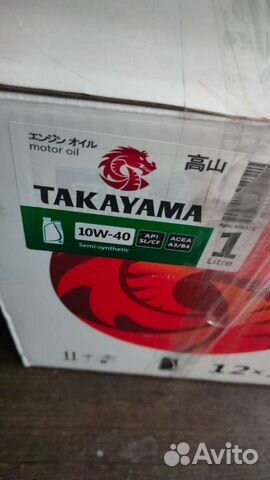 エンジン オイル
motor oil
高山
TAKAYAMA
10W-40
API
SL/CF
ACEA
A3/B4
Semi-synthetic
1
Litre
12
Avito